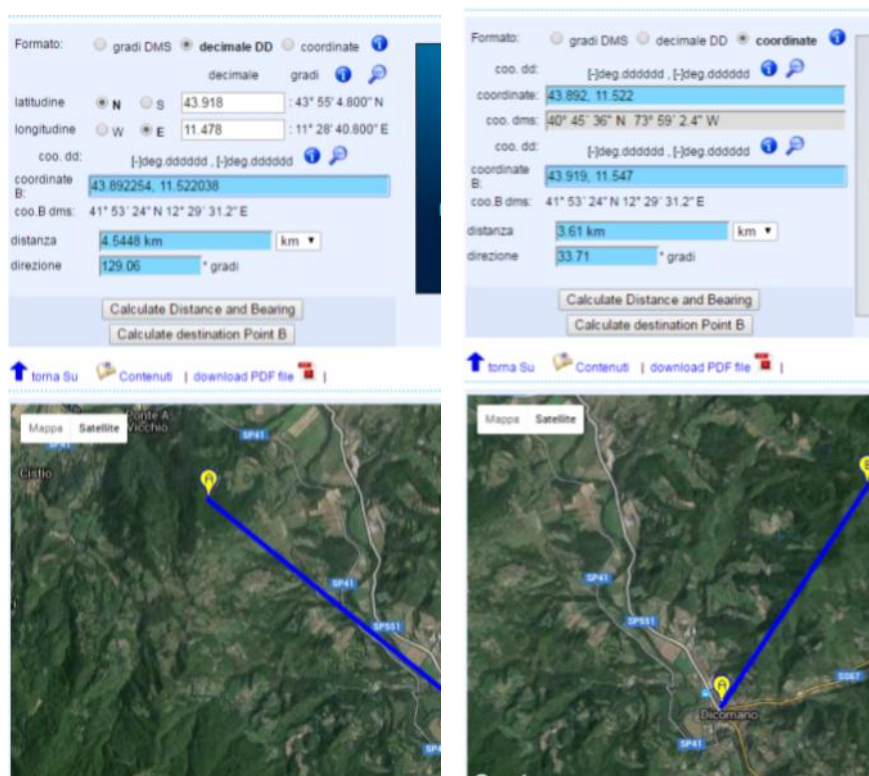 Formato: gradi DMS decimale DD coordinate
decimale gradi
latitudine N S 43.918 : 43° 55' 4.800" N
longitudine W E 11.478 : 11° 28' 40.800" E
coo. dd: [-]deg.dddddd , [-]deg.dddddd
coordinate B: 43.892254, 11.522038
coo.B dms: 41° 53' 24" N 12° 29' 31.2" E
distanza 4.5448 km km
direzione 129.06 ° gradi
Calculate Distance and Bearing
Calculate destination Point B
torna Su Contenuti | download PDF file |
Mappa Satellite
Ponte A Vicchio
SP41
SP41
Cistio
SP41
SP551
Formato: gradi DMS decimale DD coordinate
coo. dd: [-]deg.dddddd , [-]deg.dddddd
coordinate: 43.892, 11.522
coo. dms: 40° 45' 36" N 73° 59' 2.4" W
coo. dd: [-]deg.dddddd , [-]deg.dddddd
coordinate B: 43.919, 11.547
coo.B dms: 41° 53' 24" N 12° 29' 31.2" E
distanza 3.61 km km
direzione 33.71 ° gradi
Calculate Distance and Bearing
Calculate destination Point B
torna Su Contenuti | download PDF file |
Mappa Satellite
SP41
SP41
SP551
A
SS67
Dicomano
SP41